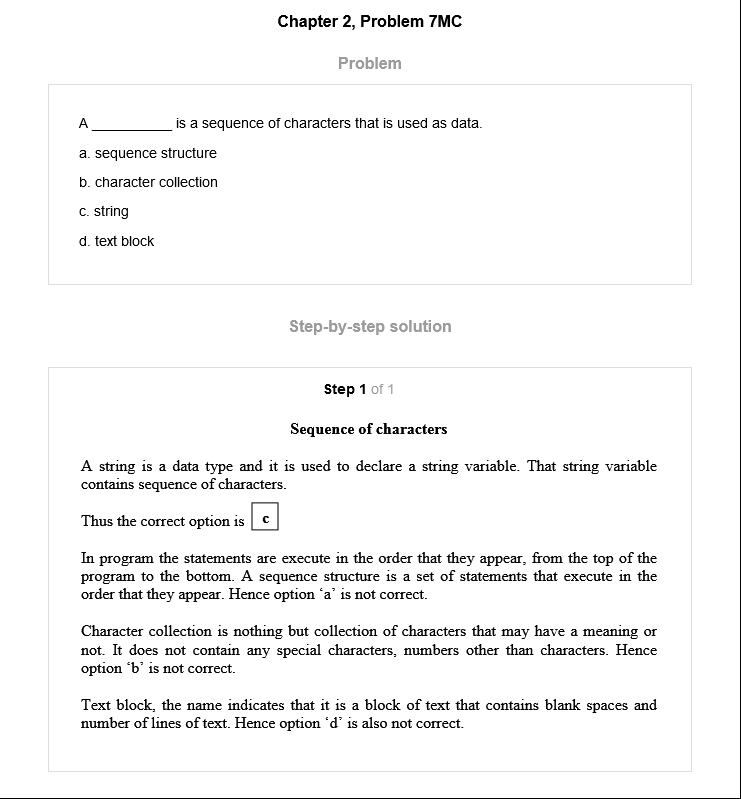 Chapter 2, Problem 7MC
Problem
A __________ is a sequence of characters that is used as data.
a. sequence structure
b. character collection
c. string
d. text block
Step-by-step solution
Step 1 of 1
Sequence of characters
A string is a data type and it is used to declare a string variable. That string variable
contains sequence of characters.
Thus the correct option is c
In program the statements are execute in the order that they appear, from the top of the
program to the bottom. A sequence structure is a set of statements that execute in the
order that they appear. Hence option ‘a’ is not correct.
Character collection is nothing but collection of characters that may have a meaning or
not. It does not contain any special characters, numbers other than characters. Hence
option ‘b’ is not correct.
Text block, the name indicates that it is a block of text that contains blank spaces and
number of lines of text. Hence option ‘d’ is also not correct.